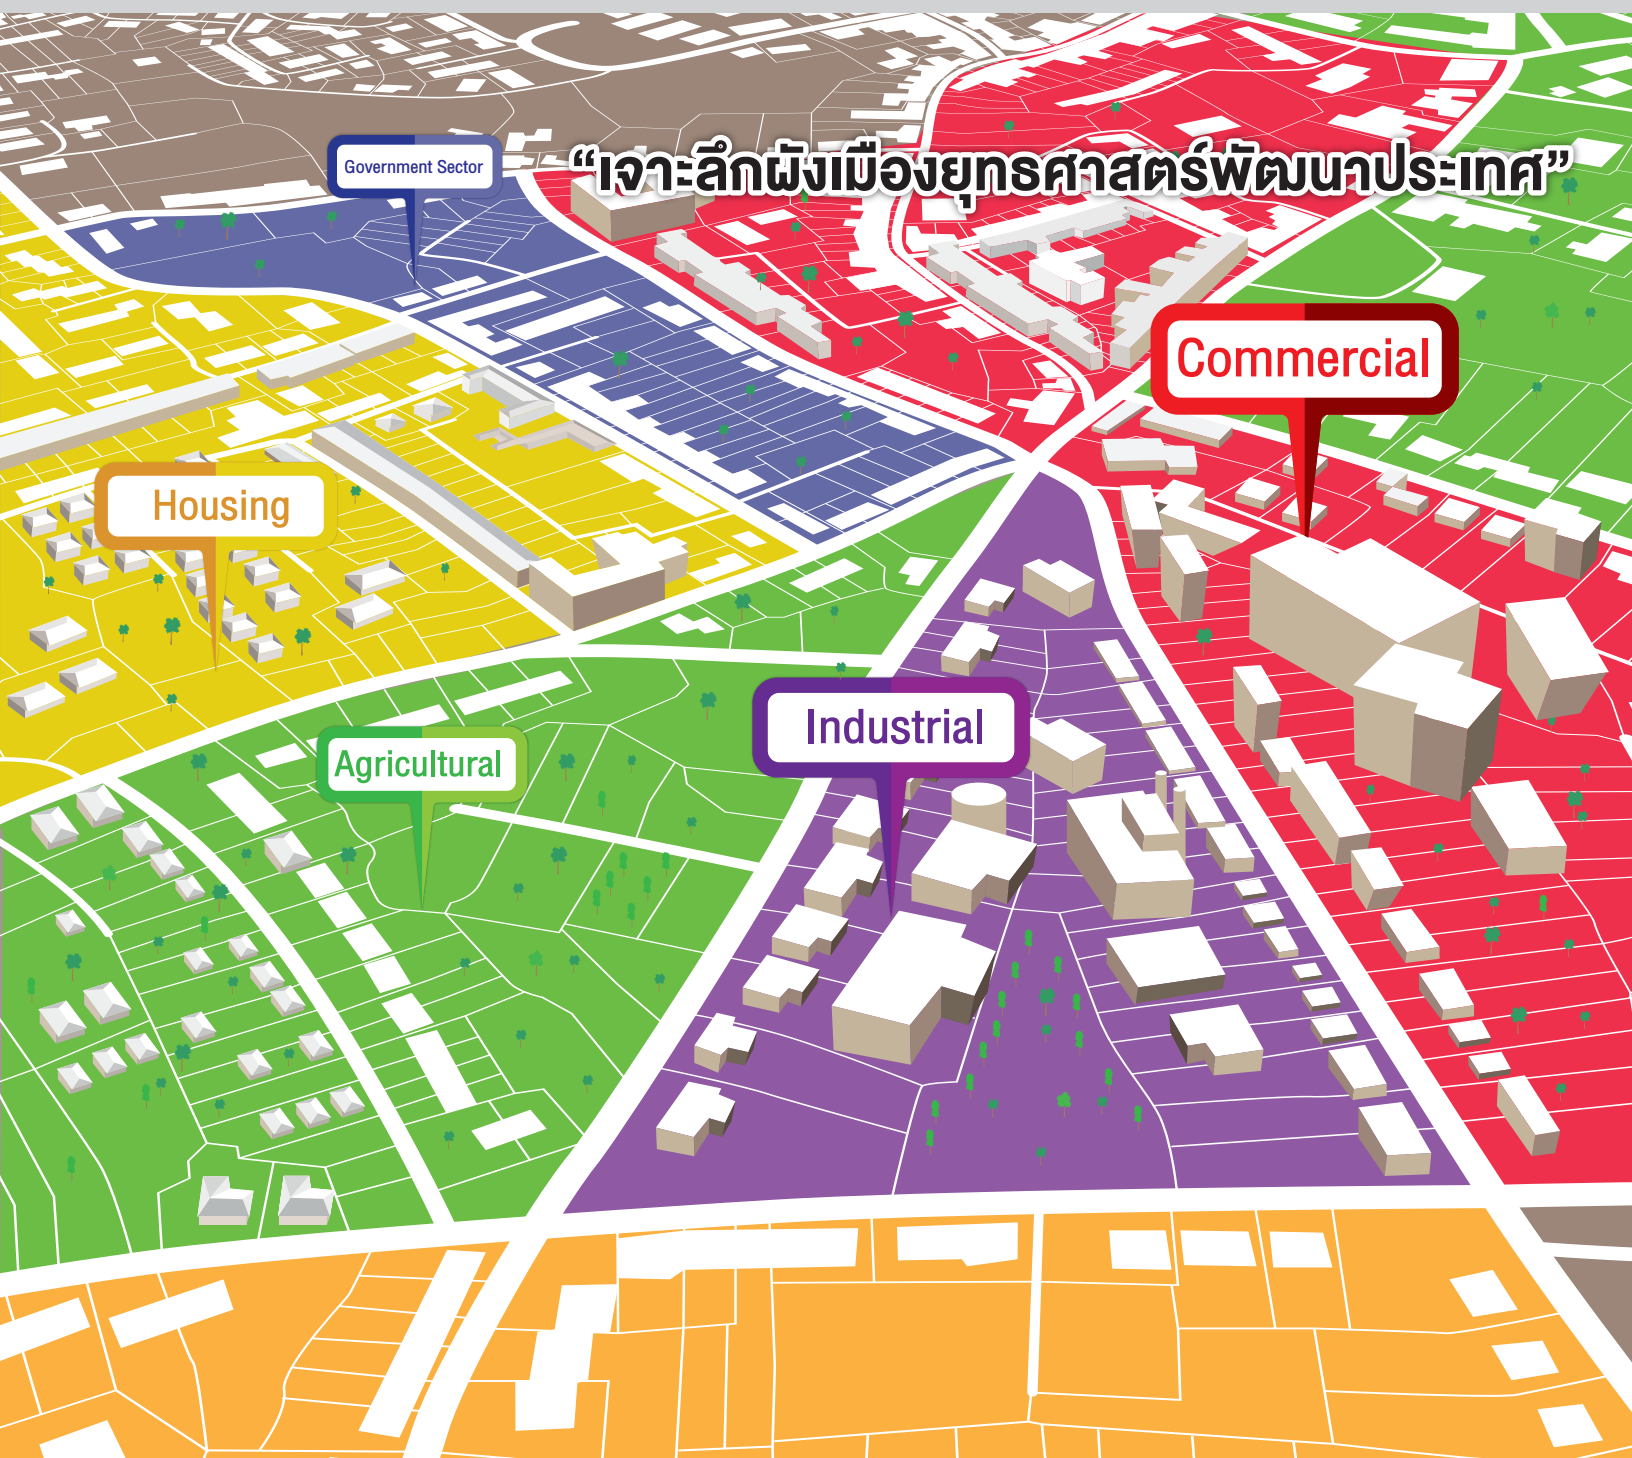 Government Sector
“เจาะลึกผังเมืองยุทธศาสตร์พัฒนาประเทศ”
Commercial
Housing
Industrial
Agricultural